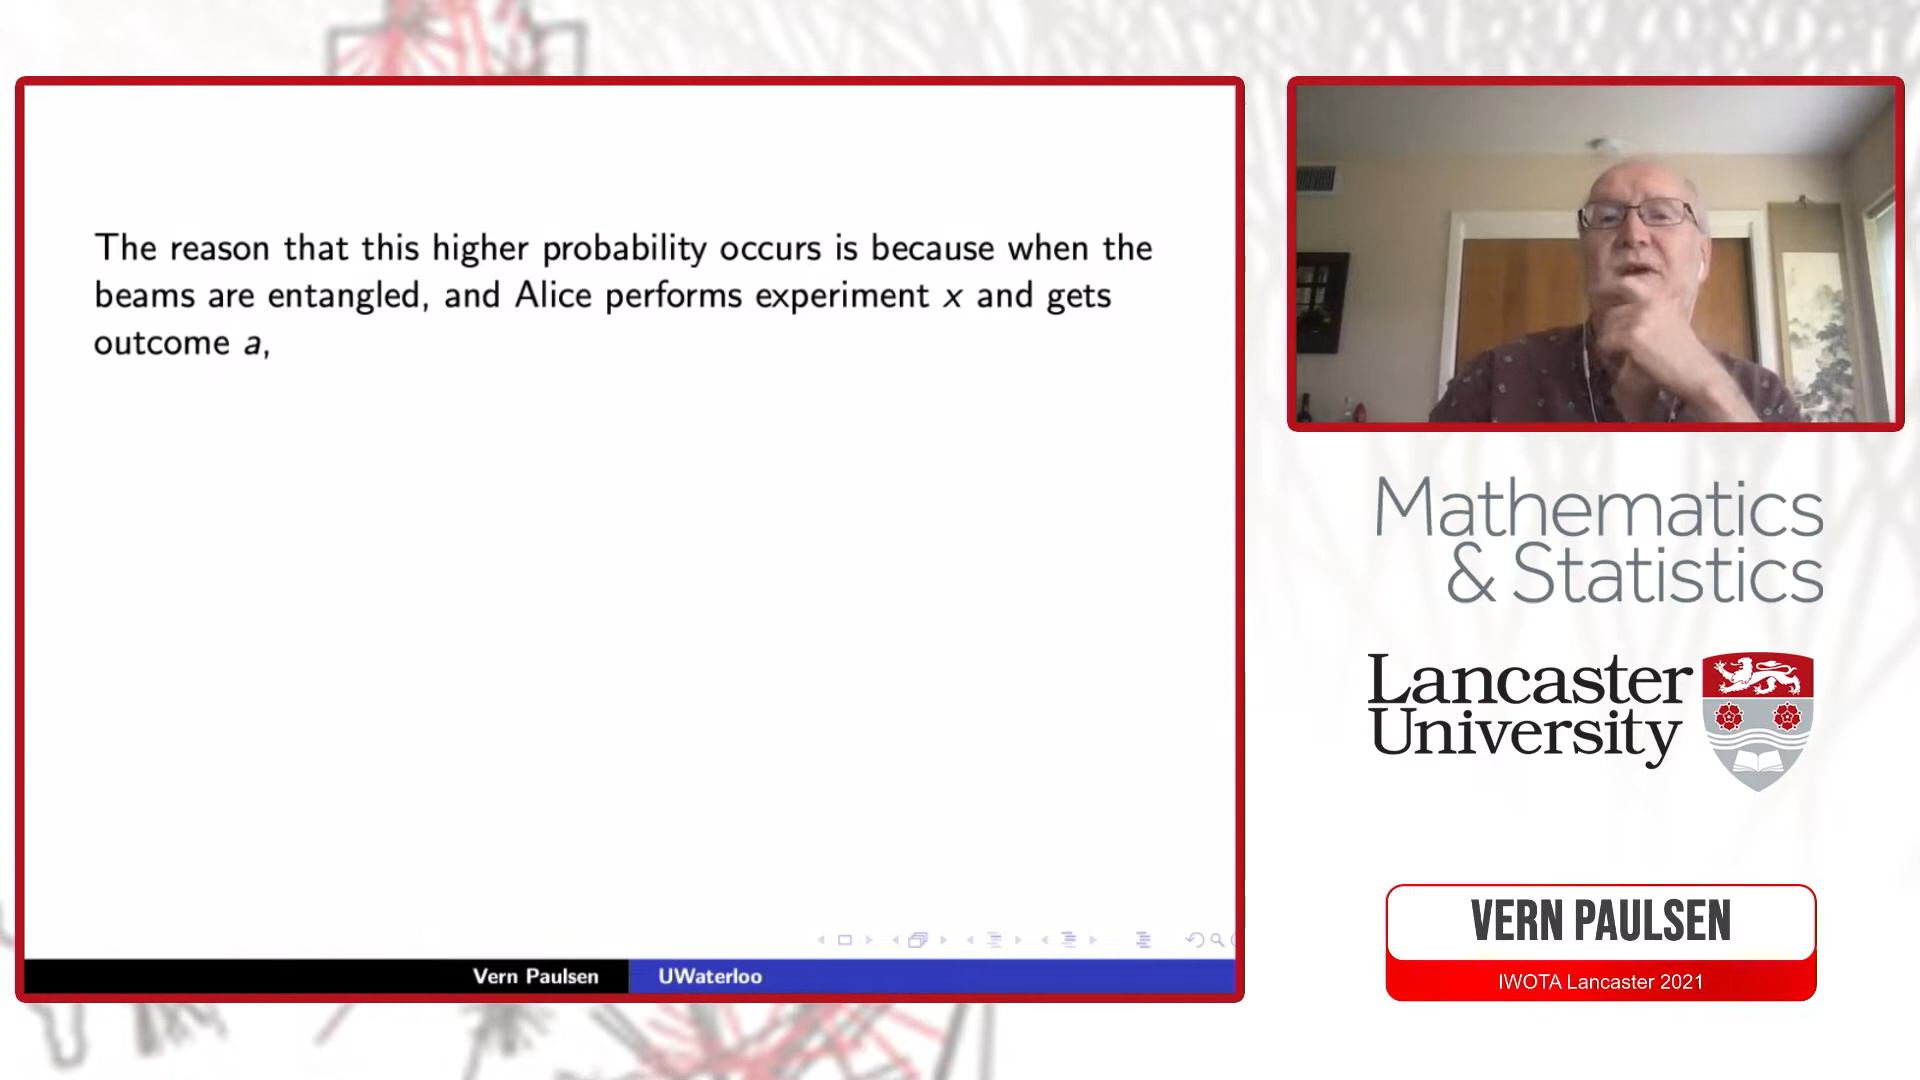 The reason that this higher probability occurs is because when the
beams are entangled, and Alice performs experiment x and gets
outcome a,
Vern Paulsen
UWaterloo
Mathematics
& Statistics
Lancaster
University
VERN PAULSEN
IWOTA Lancaster 2021